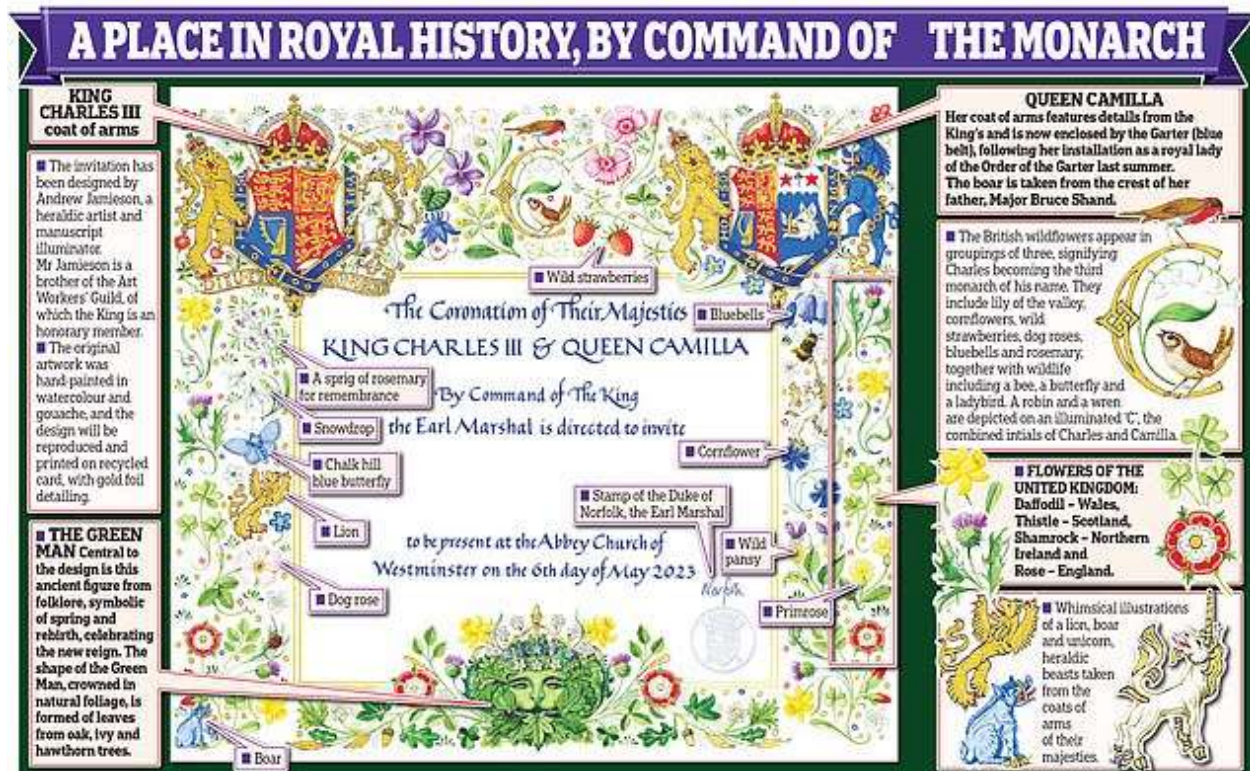 A PLACE IN ROYAL HISTORY, BY COMMAND OF THE MONARCH
KING
CHARLES III
coat of arms
■ The invitation has
been designed by
Andrew Jamieson, a
heraldic artist and
manuscript
illuminator.
Mr Jamieson is a
brother of the Art
Workers' Guild, of
which the King is an
honorary member.
■ The original
artwork was
hand-painted in
watercolour and
gouache, and the
design will be
reproduced and
printed on recycled
card, with gold foil
detailing.
■ THE GREEN
MAN Central to
the design is this
ancient figure from
folklore, symbolic
of spring and
rebirth, celebrating
the new reign. The
shape of the Green
Man, crowned in
natural foliage, is
formed of leaves
from oak, ivy and
hawthorn trees.
■ Wild strawberries
The Coronation of Their Majesties
■ Bluebells
KING CHARLES III & QUEEN CAMILLA
■ A sprig of rosemary
for remembrance
By Command of The King
■ Snowdrop
the Earl Marshal is directed to invite
■ Cornflower
■ Chalk hill
blue butterfly
■ Stamp of the Duke of
Norfolk, the Earl Marshal
■ Lion
to be present at the Abbey Church of
■ Wild
pansy
Westminster on the 6th day of May 2023
Norfolk
■ Dog rose
■ Primrose
■ Boar
QUEEN CAMILLA
Her coat of arms features details from the
King's and is now enclosed by the Garter (blue
belt), following her installation as a royal lady
of the Order of the Garter last summer.
The boar is taken from the crest of her
father, Major Bruce Shand.
■ The British wildflowers appear in
groupings of three, signifying
Charles becoming the third
monarch of his name. They
include lily of the valley,
cornflowers, wild
strawberries, dog roses,
bluebells and rosemary,
together with wildlife
including a bee, a butterfly and
a ladybird. A robin and a wren
are depicted on an illuminated 'C', the
combined intials of Charles and Camilla.
■ FLOWERS OF THE
UNITED KINGDOM:
Daffodil – Wales,
Thistle – Scotland,
Shamrock – Northern
Ireland and
Rose – England.
■ Whimsical illustrations
of a lion, boar
and unicorn,
heraldic
beasts taken
from the
coats of
arms
of their
majesties.